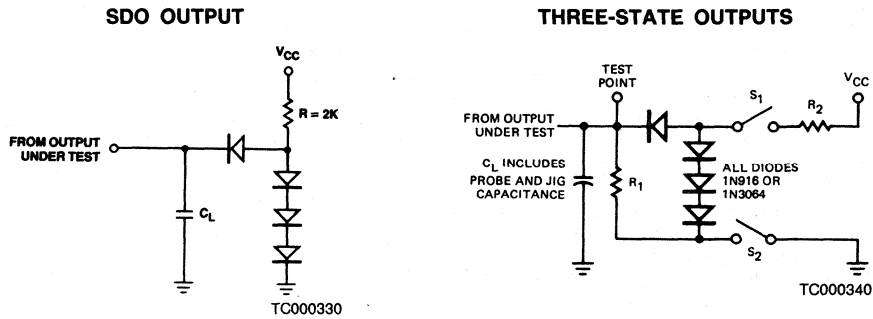 SDO OUTPUT
VCC
R = 2K
FROM OUTPUT
UNDER TEST
CL
TC000330
THREE-STATE OUTPUTS
TEST
POINT
VCC
S1
R2
FROM OUTPUT
UNDER TEST
CL INCLUDES
PROBE AND JIG
CAPACITANCE
R1
ALL DIODES
1N916 OR
1N3064
S2
TC000340